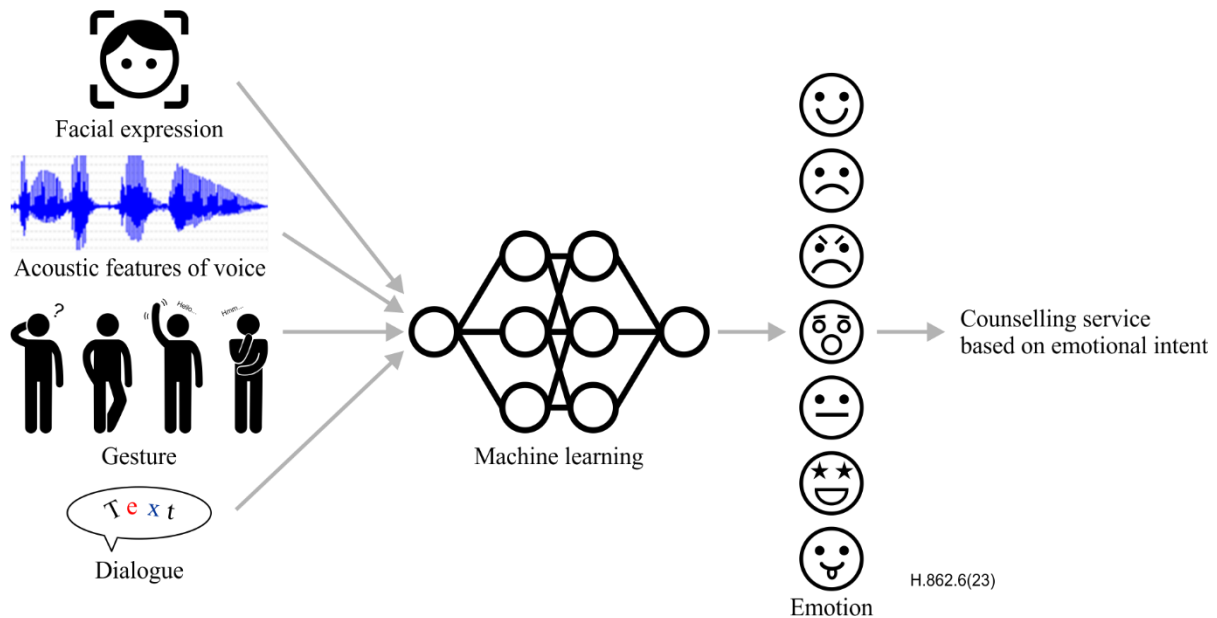 Facial expression
Acoustic features of voice
?
Hello...
Hmm...
Gesture
Text
Dialogue
Machine learning
Emotion
Counselling service
based on emotional intent
H.862.6(23)